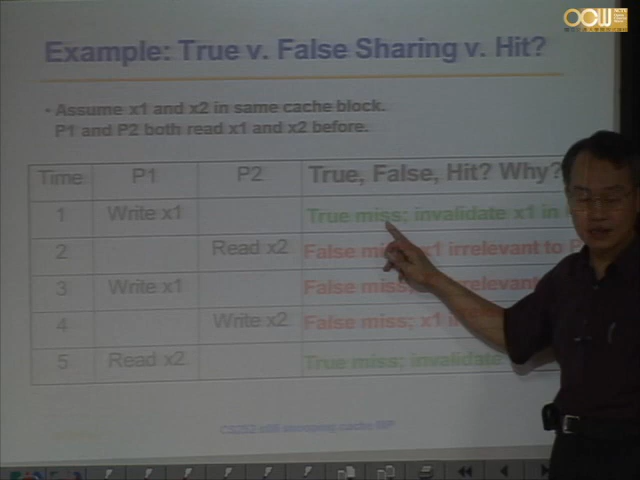 OCW
Example: True v. False Sharing v. Hit?
• Assume x1 and x2 in same cache block.
P1 and P2 both read x1 and x2 before.
Time P1 P2 True, False, Hit? Why?
1 Write x1 True miss; invalidate x1 in
2 Read x2 False miss; x1 irrelevant to P
3 Write x1 False miss; irrelevant
4 Write x2 False miss; x1
5 Read x2 True miss; invalidate